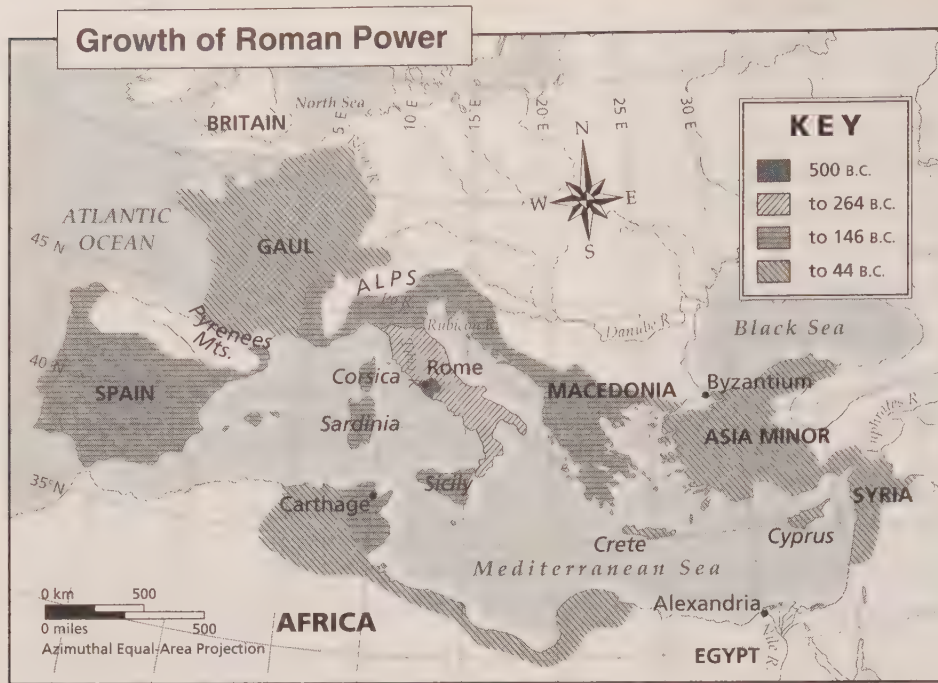 Growth of Roman Power
North Sea
BRITAIN
5 E
10 E
15 E
20 E
25 E
30 E
KEY
500 B.C.
to 264 B.C.
to 146 B.C.
to 44 B.C.
N
W E
S
ATLANTIC
OCEAN
45 N
GAUL
ALPS
Po R.
Rubicon R.
Danube R.
Black Sea
Pyrenees
Mts.
40 N
Corsica
Rome
MACEDONIA
Byzantium
SPAIN
Sardinia
ASIA MINOR
Euphrates R.
35°N
Carthage
Sicily
SYRIA
Crete
Cyprus
Mediterranean Sea
0 km 500
0 miles 500
Azimuthal Equal-Area Projection
AFRICA
Alexandria
EGYPT
Nile R.